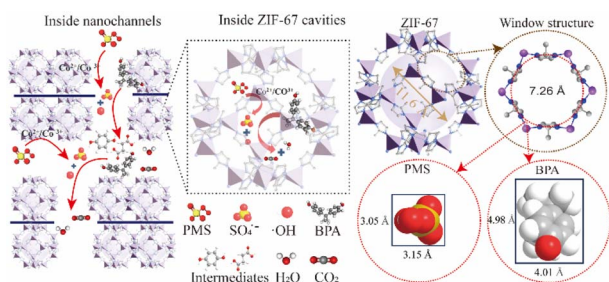 Inside nanochannels
Inside ZIF-67 cavities
ZIF-67
Window structure
Co²⁺/Co³⁺
Co²⁺/CO³⁺
Co²⁺/Co³⁺
11.6 Å
7.26 Å
PMS
BPA
3.05 Å
3.15 Å
4.98 Å
4.01 Å
PMS
SO₄·⁻
·OH
BPA
Intermediates
H₂O
CO₂